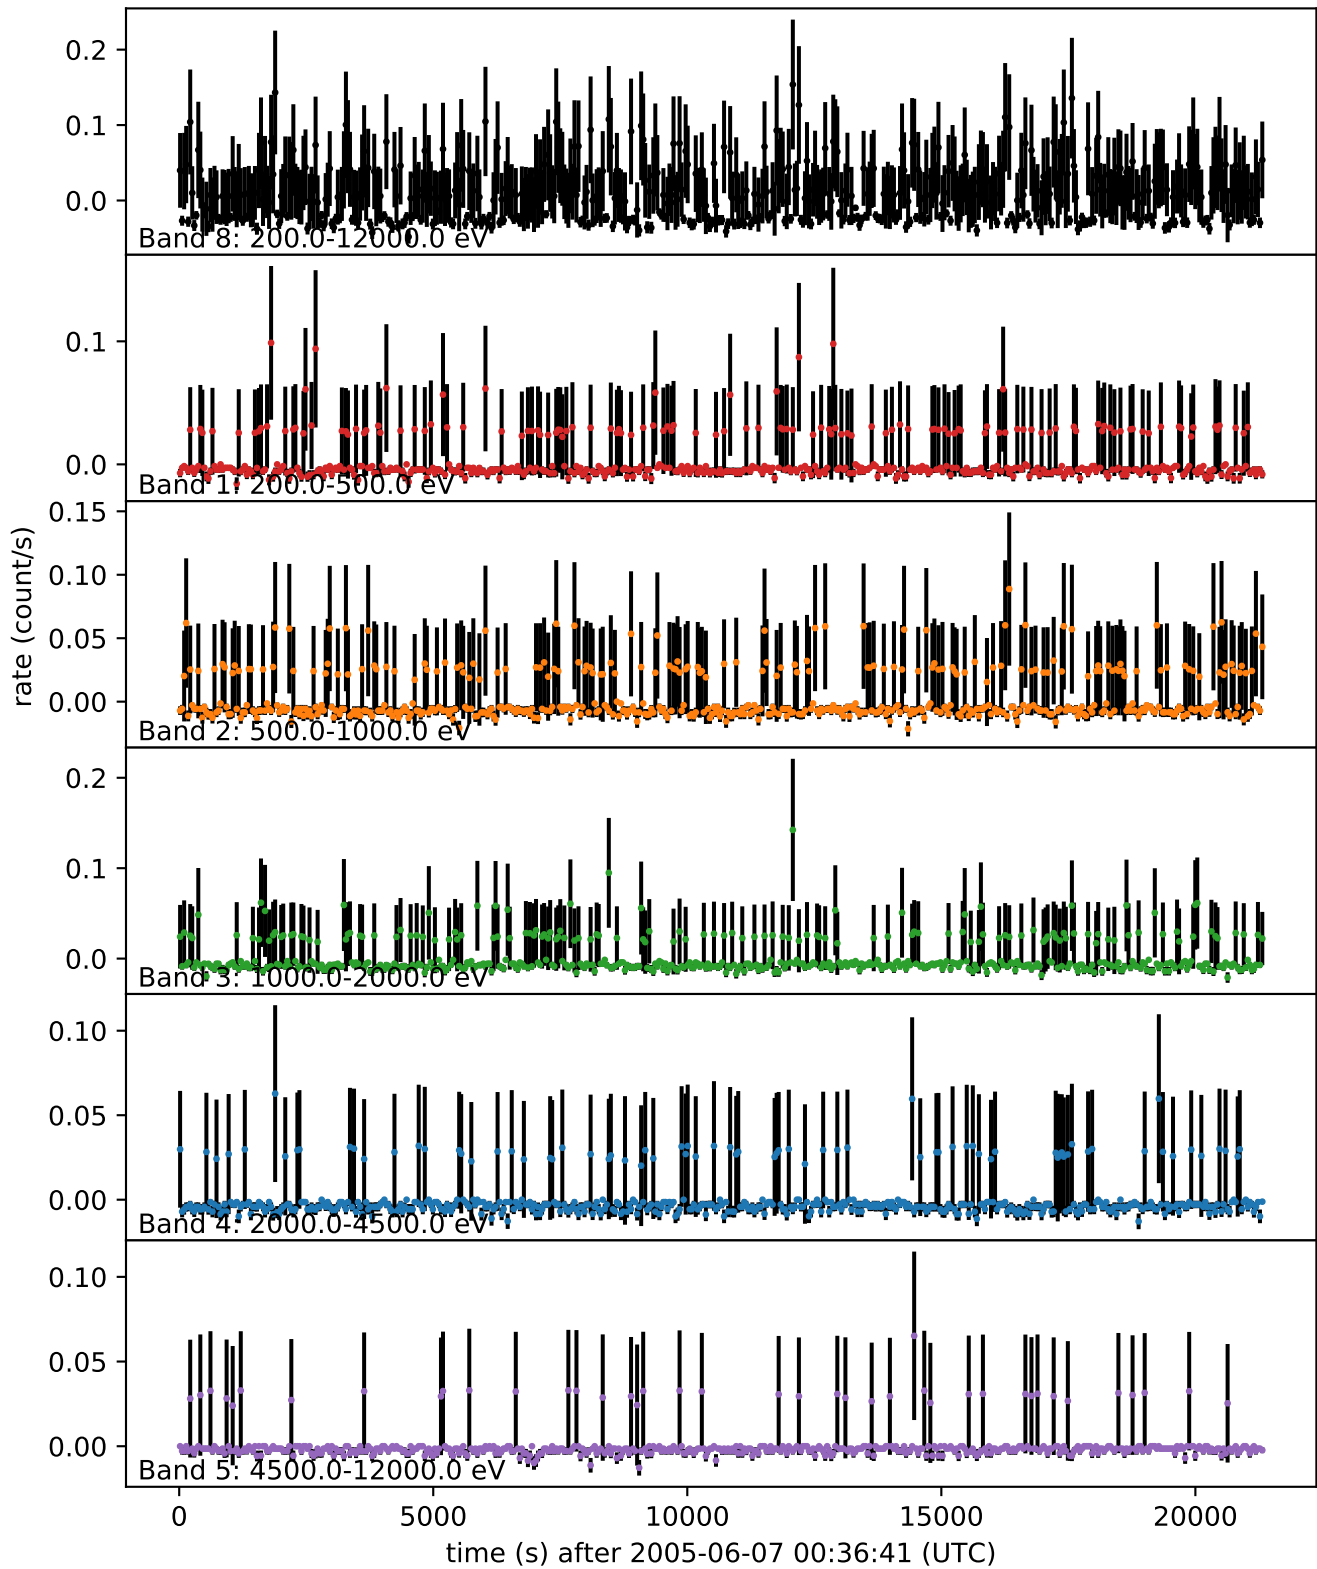 0.2
0.1
0.0
Band 8: 200.0-12000.0 eV
0.1
0.0
Band 1: 200.0-500.0 eV
0.15
0.10
0.05
0.00
Band 2: 500.0-1000.0 eV
rate (count/s)
0.2
0.1
0.0
Band 3: 1000.0-2000.0 eV
0.10
0.05
0.00
Band 4: 2000.0-4500.0 eV
0.10
0.05
0.00
Band 5: 4500.0-12000.0 eV
0 5000 10000 15000 20000
time (s) after 2005-06-07 00:36:41 (UTC)